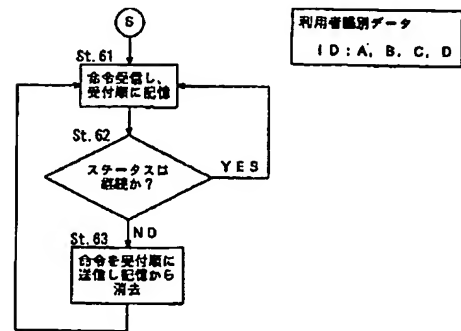 S
利用者識別データ
ID:A, B, C, D
St.61
命令受信し、
受付順に記憶
St.62
ステータスは
継続か?
YES
NO
St.63
命令を受付順に
送信し記憶から
消去